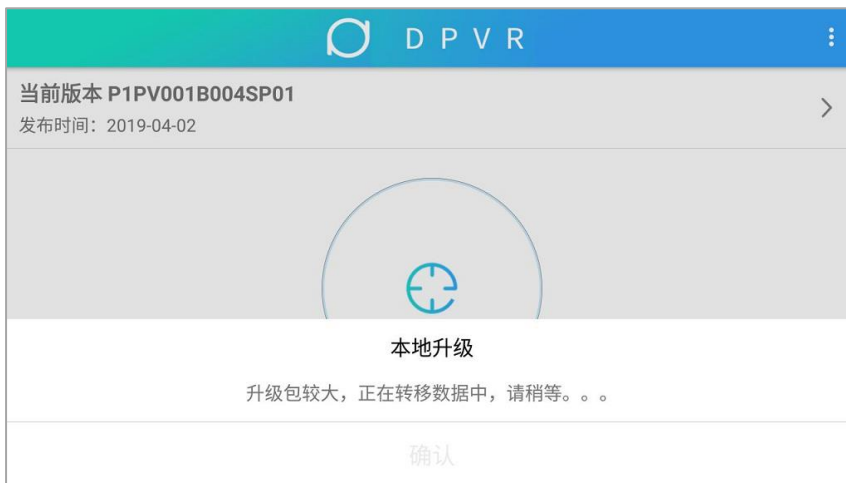 DPVR
当前版本 P1PV001B004SP01
发布时间：2019-04-02
本地升级
升级包较大，正在转移数据中，请稍等。。。
确认